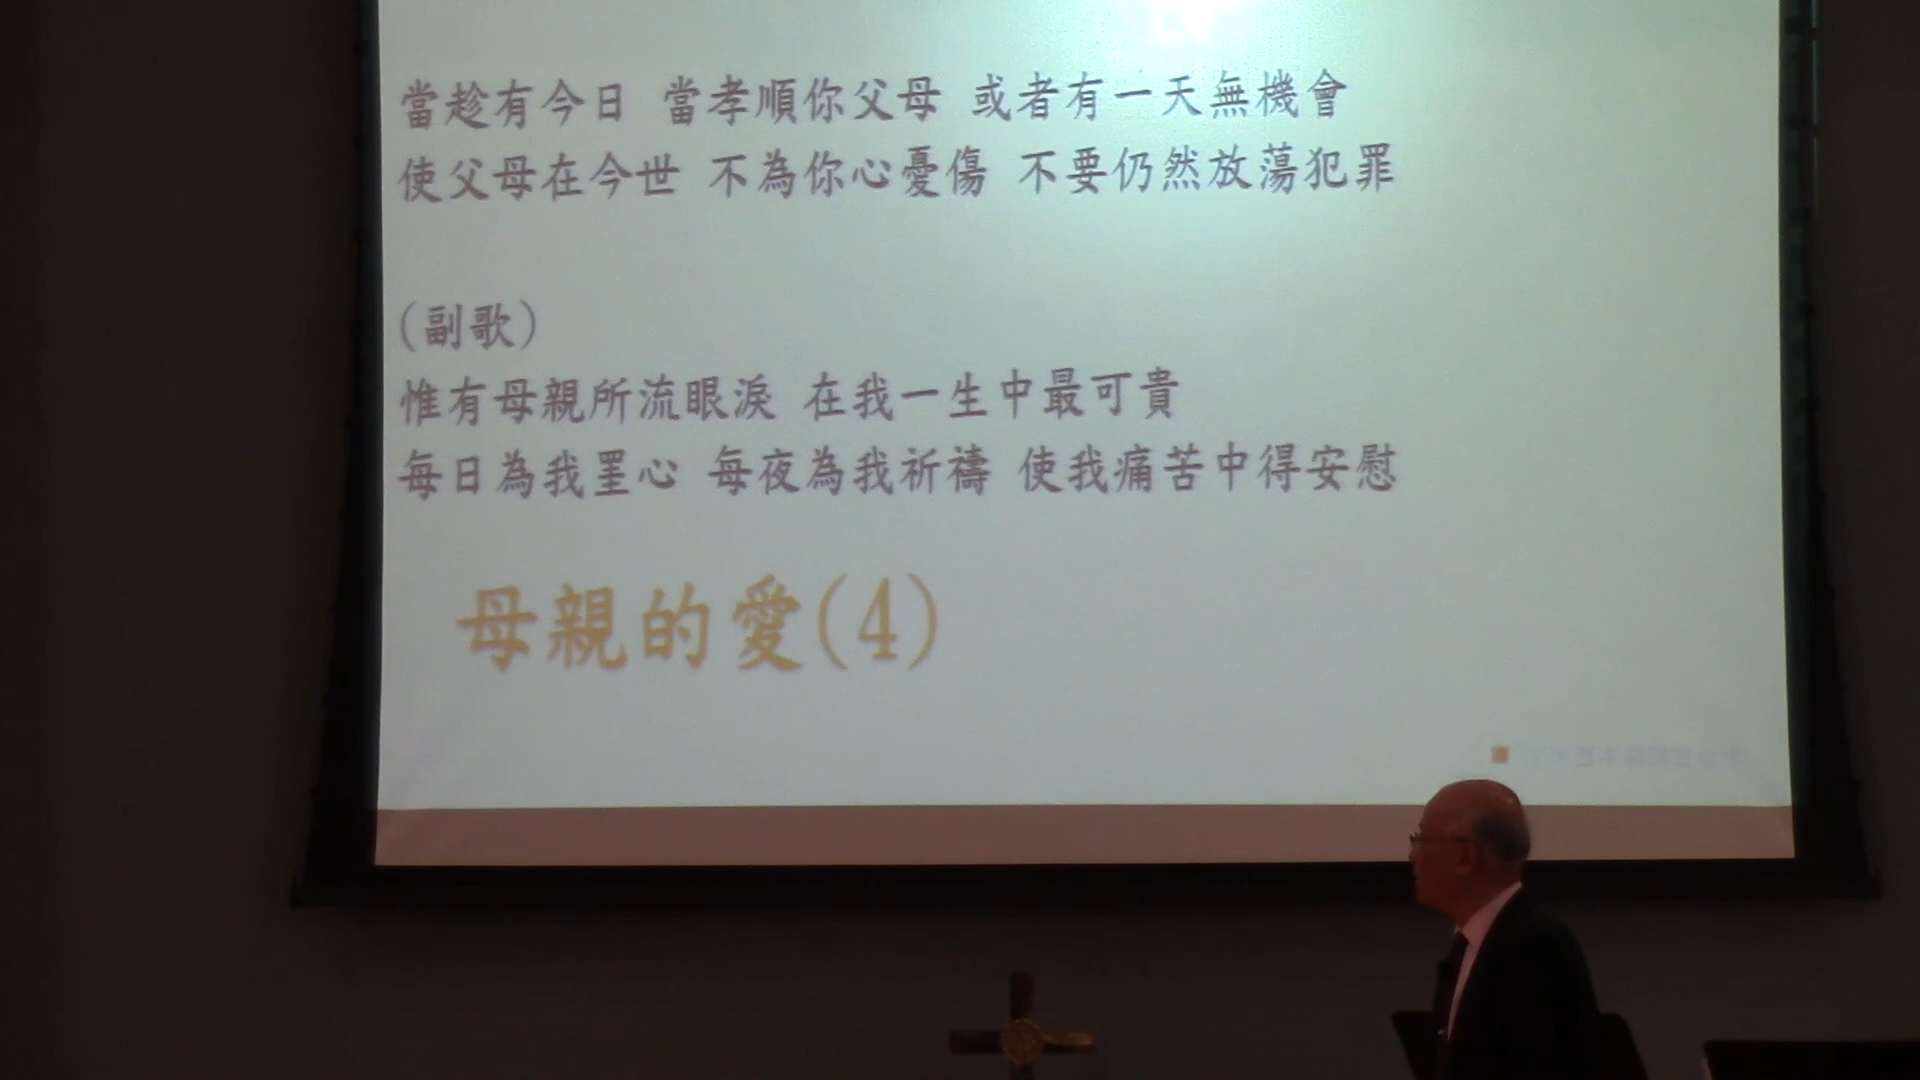 當趁有今日 當孝順你父母 或者有一天無機會
使父母在今世 不為你心憂傷 不要仍然放蕩犯罪
(副歌)
惟有母親所流眼淚 在我一生中最可貴
每日為我罣心 每夜為我祈禱 使我痛苦中得安慰
母親的愛(4)